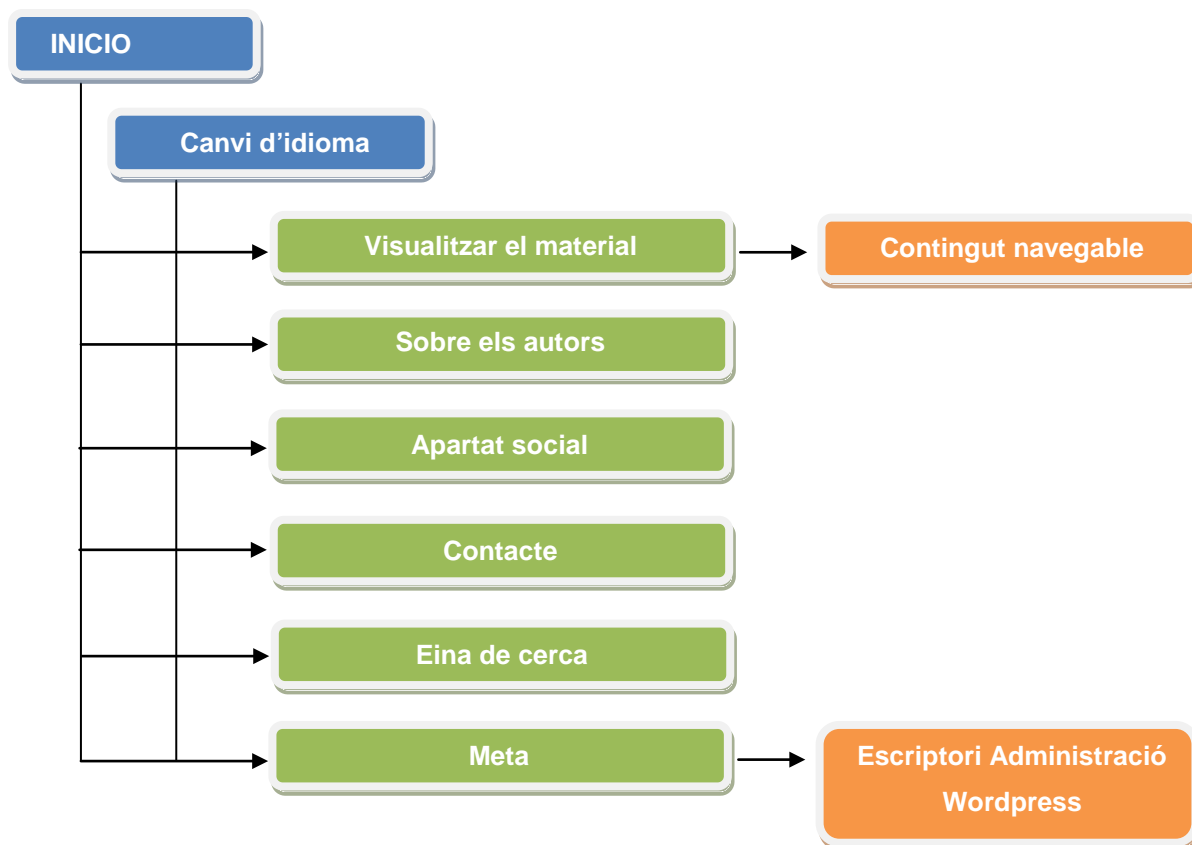 INICIO
Canvi d’idioma
Visualitzar el material
Contingut navegable
Sobre els autors
Apartat social
Contacte
Eina de cerca
Meta
Escriptori Administració
Wordpress